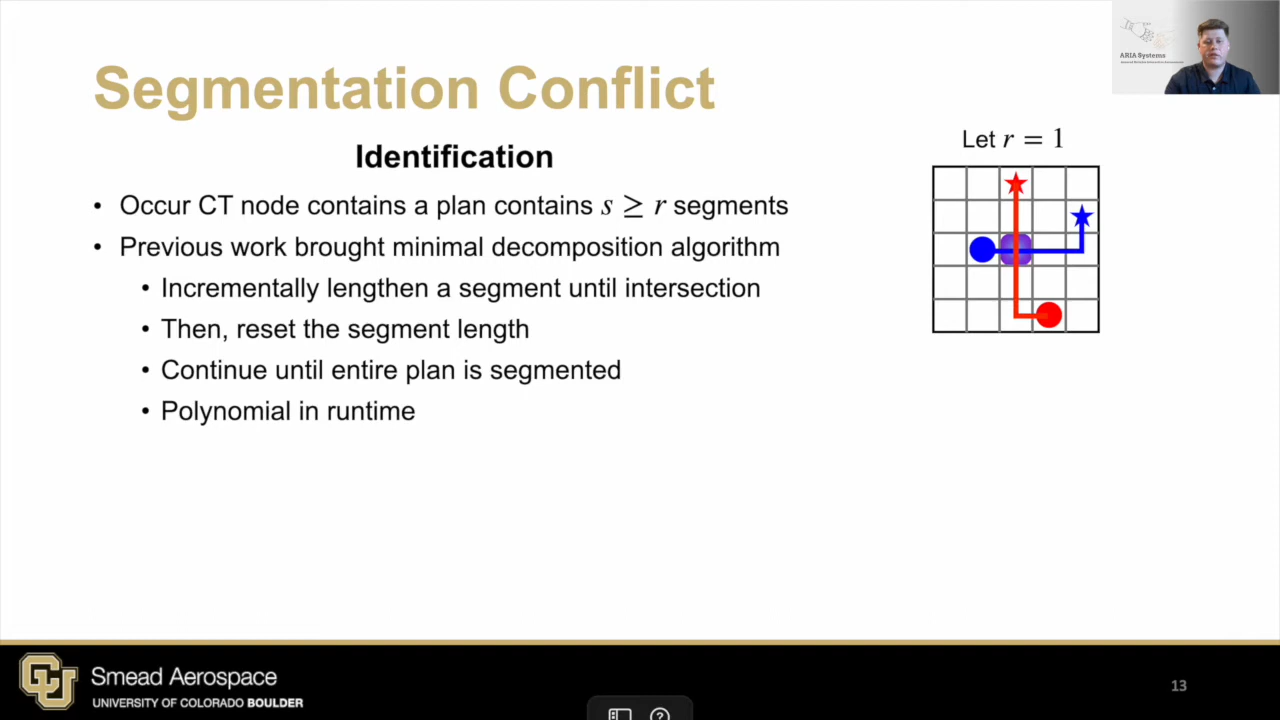 Segmentation Conflict
ARIA Systems
Let r = 1
Identification
• Occur CT node contains a plan contains s ≥ r segments
• Previous work brought minimal decomposition algorithm
• Incrementally lengthen a segment until intersection
• Then, reset the segment length
• Continue until entire plan is segmented
• Polynomial in runtime
CU
Smead Aerospace
UNIVERSITY OF COLORADO BOULDER
13